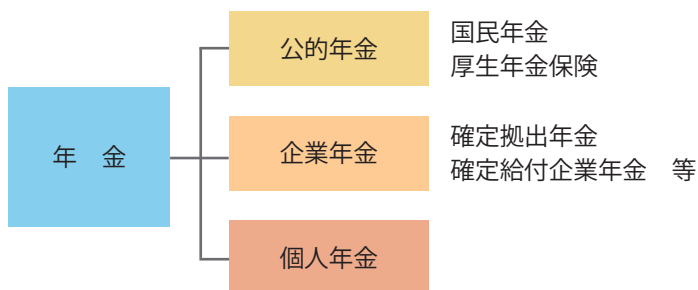 公的年金
国民年金
厚生年金保険
年　金
企業年金
確定拠出年金
確定給付企業年金　等
個人年金